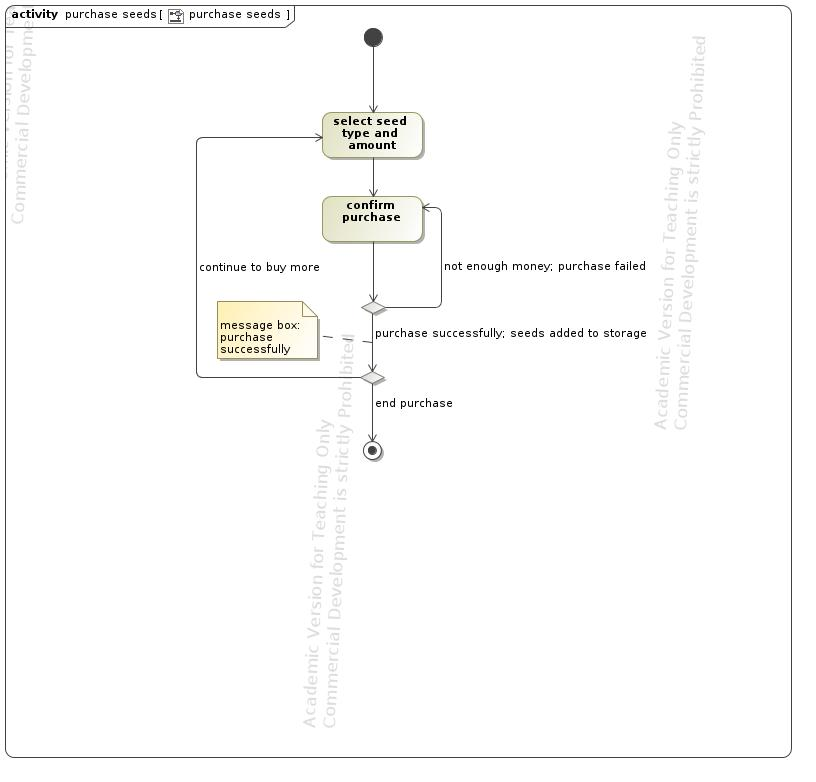 activity purchase seeds[ purchase seeds ]
select seed
type and
amount
confirm
purchase
continue to buy more
not enough money; purchase failed
message box:
purchase
successfully
purchase successfully; seeds added to storage
end purchase
Commercial Development
Academic Version for Teaching Only
Commercial Development is strictly Prohibited
Academic Version for Teaching Only
Commercial Development is strictly Prohibited